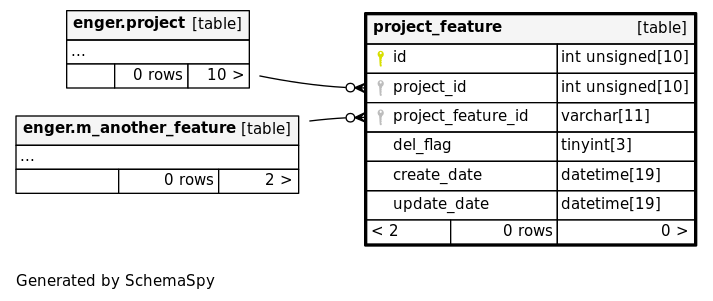 enger.project [table]
...
0 rows 10 >
enger.m_another_feature [table]
...
0 rows 2 >
project_feature [table]
id int unsigned[10]
project_id int unsigned[10]
project_feature_id varchar[11]
del_flag tinyint[3]
create_date datetime[19]
update_date datetime[19]
< 2 0 rows 0 >
Generated by SchemaSpy